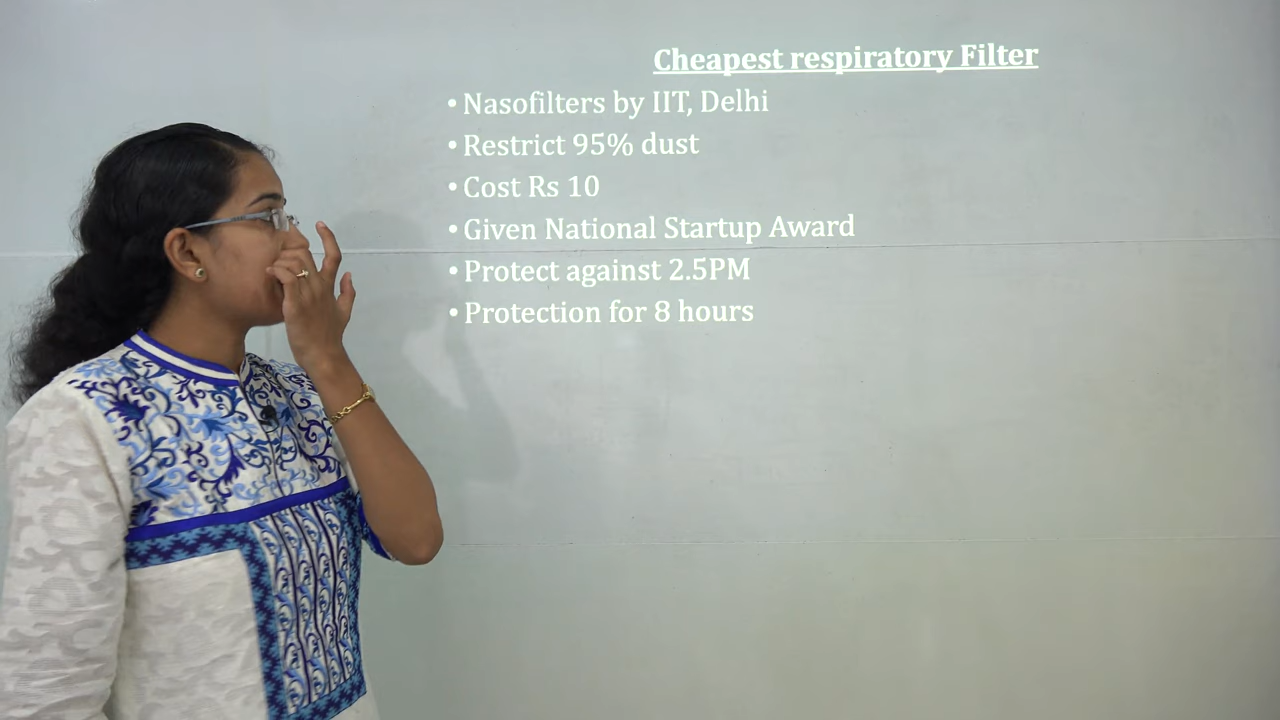 Cheapest respiratory Filter
• Nasofilters by IIT, Delhi
• Restrict 95% dust
• Cost Rs 10
• Given National Startup Award
• Protect against 2.5PM
• Protection for 8 hours